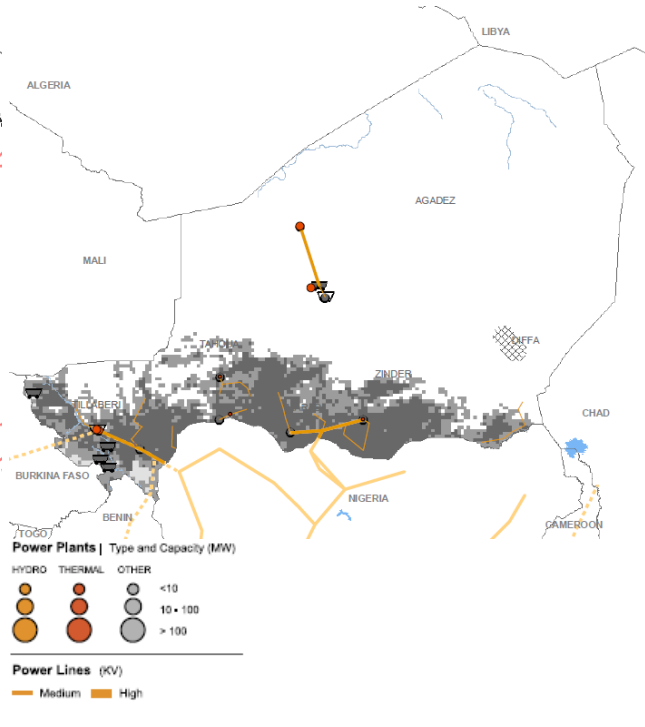 LIBYA
ALGERIA
AGADEZ
MALI
TAHOUA
DIFFA
ZINDER
TILLABERI
CHAD
BURKINA FASO
NIGERIA
BENIN
CAMEROON
TOGO
Power Plants | Type and Capacity (MW)
HYDRO THERMAL OTHER
<10
10 - 100
> 100
Power Lines (KV)
Medium High